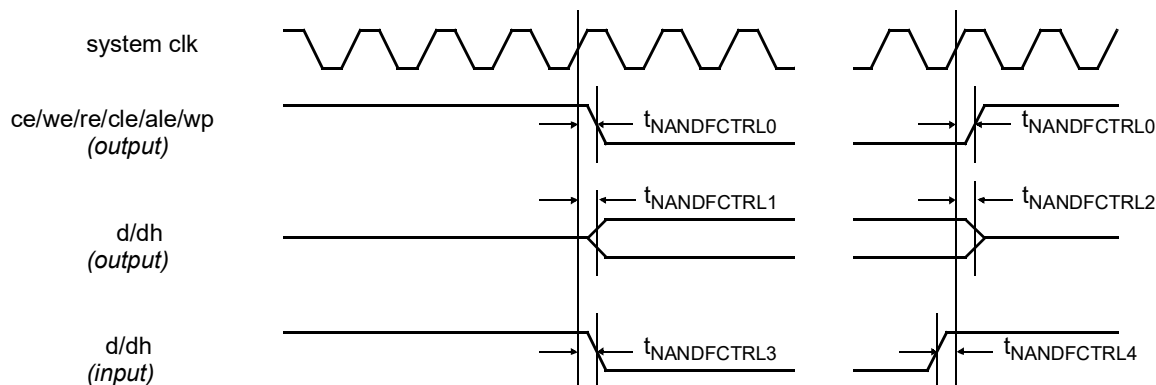 system clk
ce/we/re/cle/ale/wp
(output)
tNANDFCTRL0
tNANDFCTRL0
d/dh
(output)
tNANDFCTRL1
tNANDFCTRL2
d/dh
(input)
tNANDFCTRL3
tNANDFCTRL4